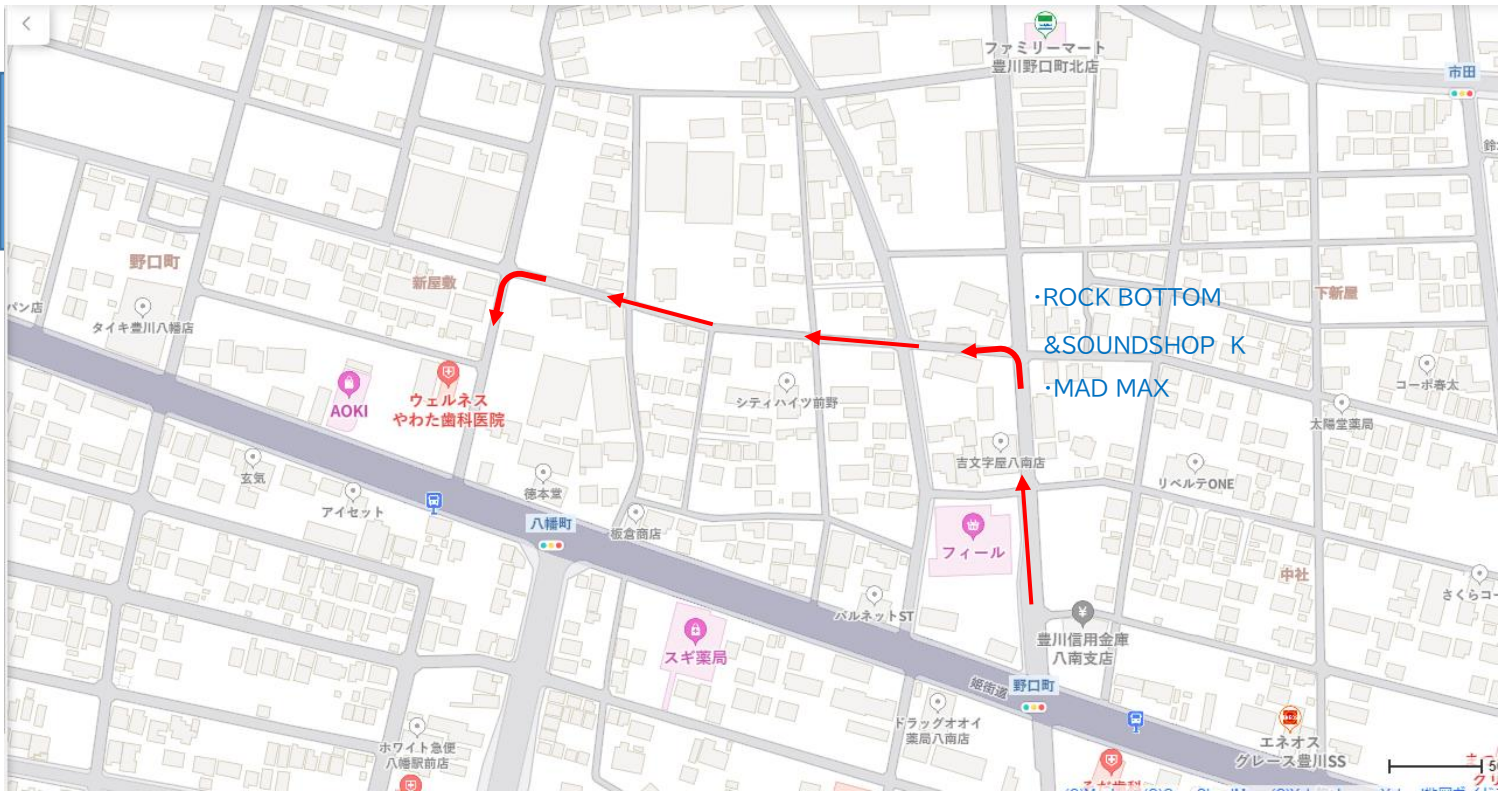 ファミリーマート
豊川野口町北店
市田
野口町
新屋敷
・ROCK BOTTOM
&SOUNDSHOP K
・MAD MAX
下新屋
パン店
タイキ豊川八幡店
AOKI
ウェルネス
やわた歯科医院
シティハイツ前野
コーポ春太
太陽堂薬局
吉文字屋八南店
リベルテONE
玄気
アイセット
徳本堂
八幡町
板倉商店
フィール
中社
さくらコー
パルネットST
豊川信用金庫
八南支店
スギ薬局
姫街道
野口町
ドラッグオオイ
薬局八南店
ホワイト急便
八幡駅前店
エネオス
グレース豊川SS